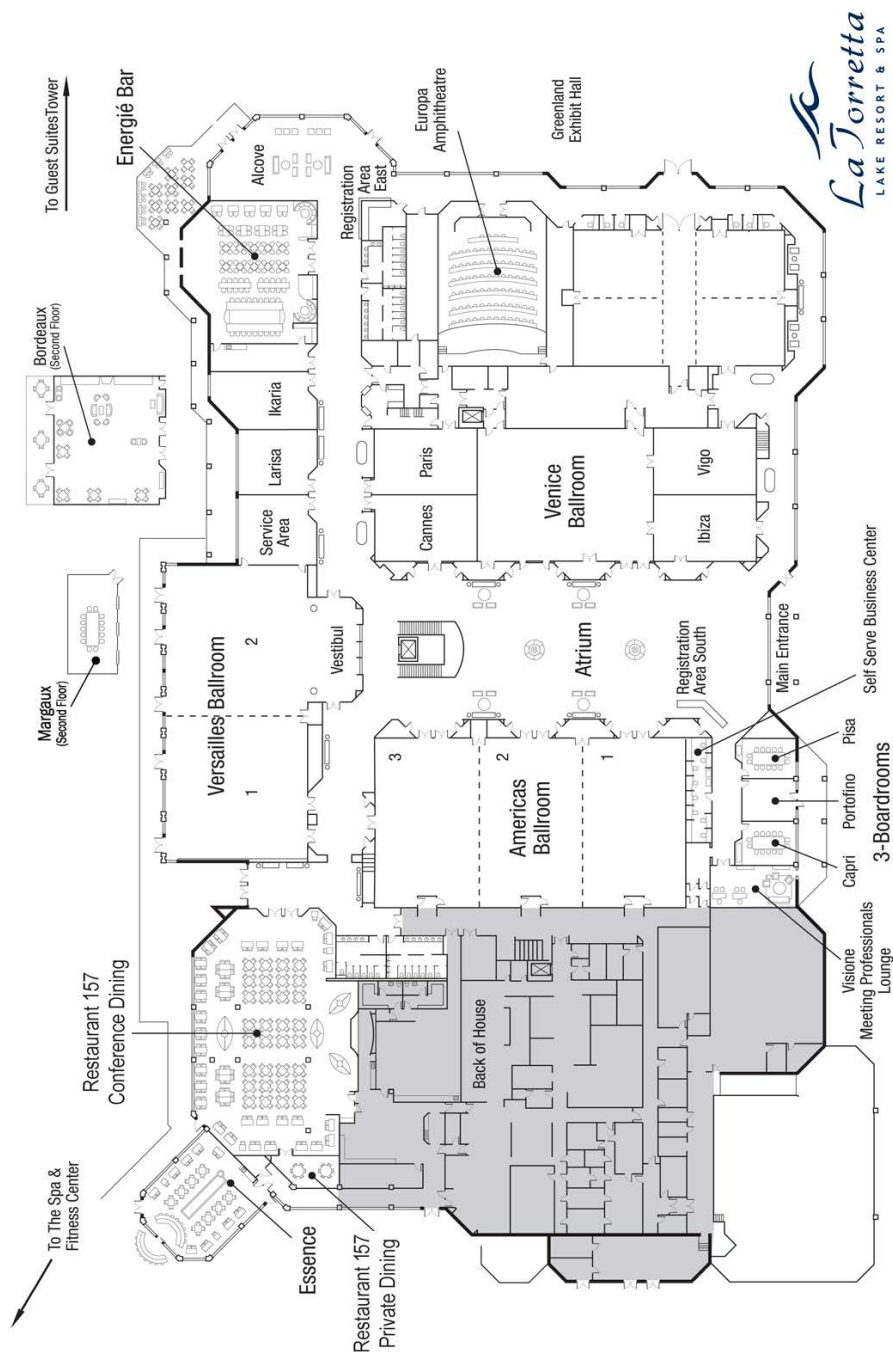 To The Spa &
Fitness Center
Essence
Restaurant 157
Private Dining
Restaurant 157
Conference Dining
Margaux
(Second Floor)
Bordeaux
(Second Floor)
To Guest SuitesTower
Energié Bar
Versailles Ballroom
1
2
Vestibul
Service
Area
Larisa
Ikaria
Alcove
Registration
Area
East
Europa
Amphitheatre
Greenland
Exhibit Hall
Back of House
Americas
Ballroom
3
2
1
Atrium
Cannes
Paris
Venice
Ballroom
Ibiza
Vigo
Registration
Area South
Main Entrance
Self Serve Business Center
Visione
Meeting Professionals
Lounge
Capri
Portofino
Pisa
3-Boardrooms
La Torretta
LAKE RESORT & SPA